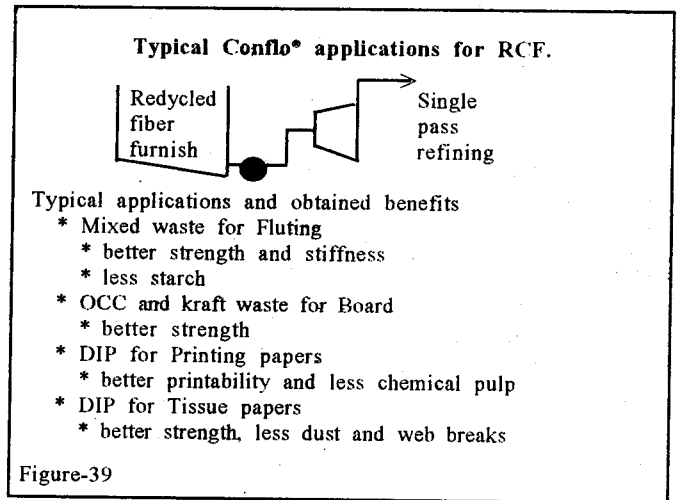 Typical Conflo* applications for RCF.
Redycled
fiber
furnish
Single
pass
refining
Typical applications and obtained benefits
* Mixed waste for Fluting
* better strength and stiffness
* less starch
* OCC and kraft waste for Board
* better strength
* DIP for Printing papers
* better printability and less chemical pulp
* DIP for Tissue papers
* better strength, less dust and web breaks
Figure-39